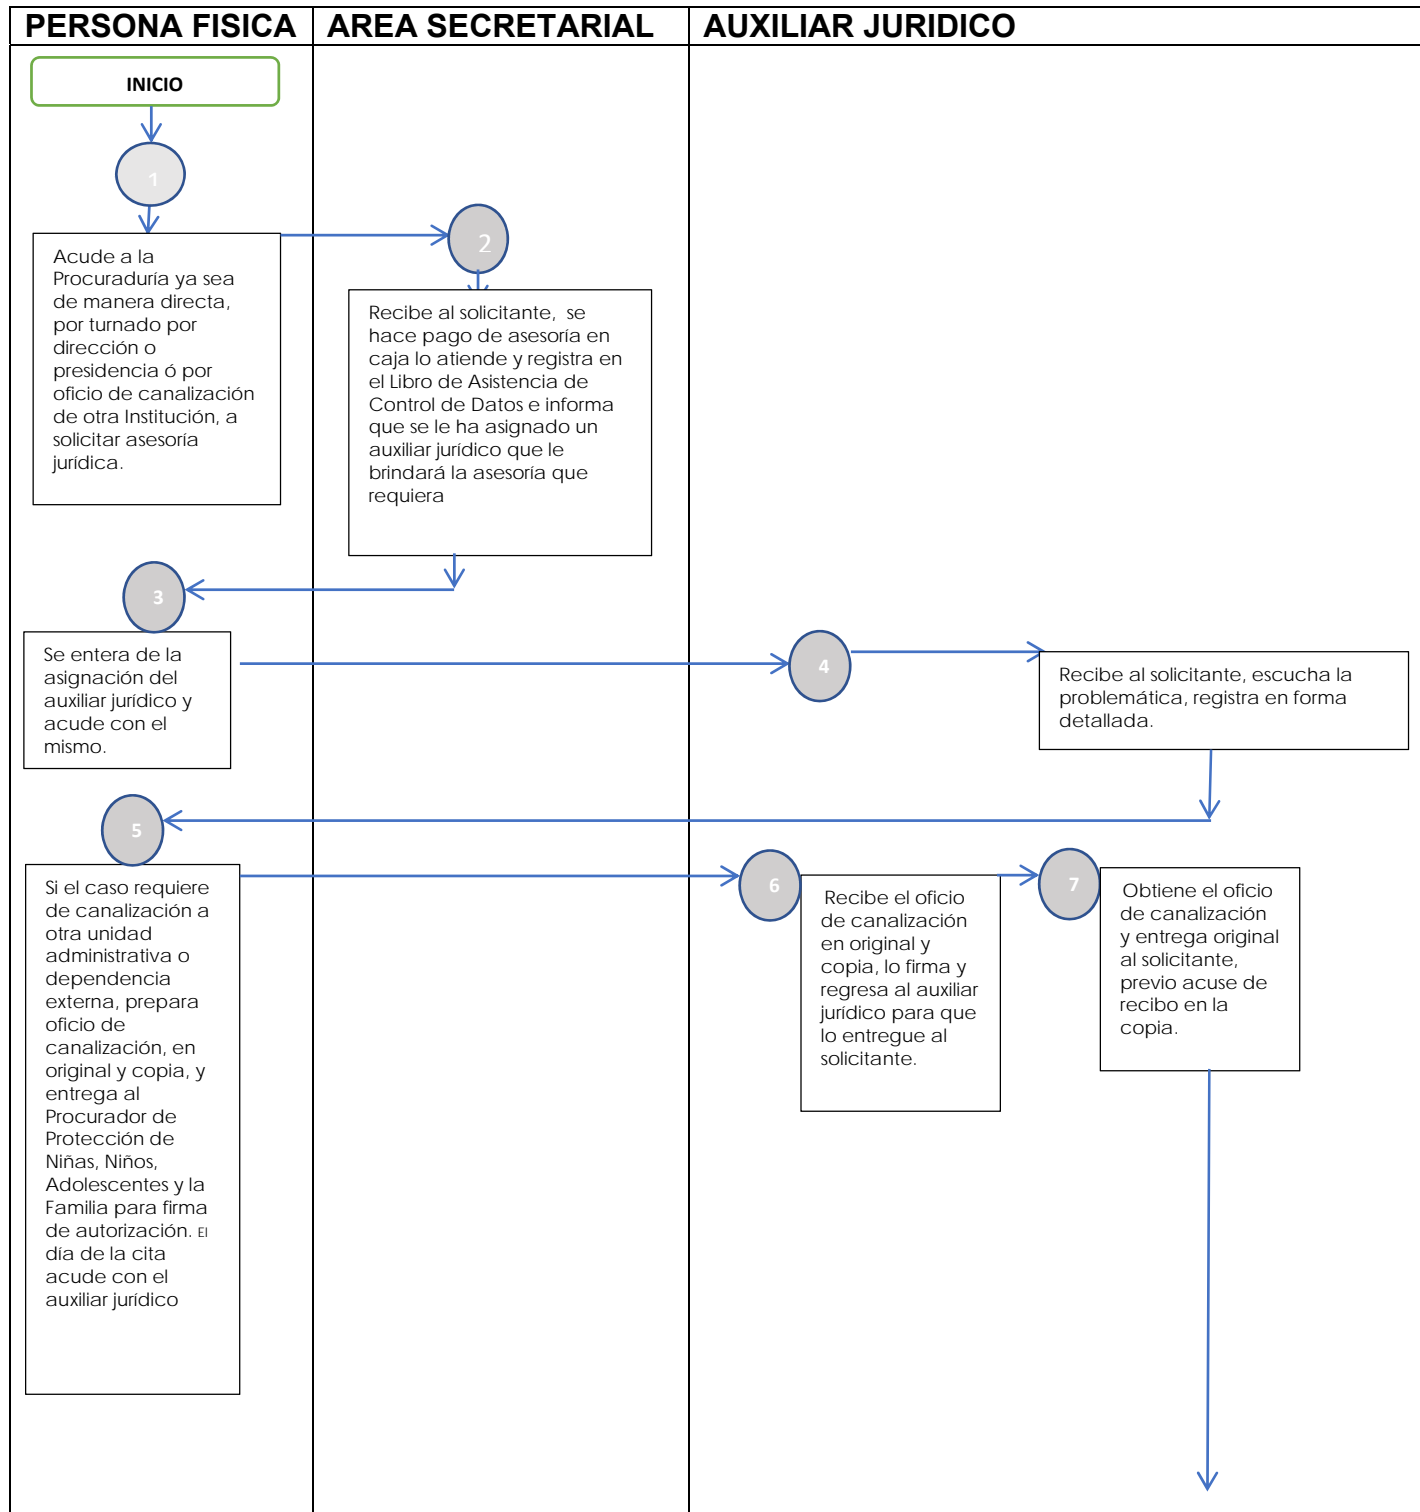 PERSONA FISICA
AREA SECRETARIAL
AUXILIAR JURIDICO
INICIO
1
Acude a la
Procuraduría ya sea
de manera directa,
por turnado por
dirección o
presidencia ó por
oficio de canalización
de otra Institución, a
solicitar asesoría
jurídica.
2
Recibe al solicitante, se
hace pago de asesoría en
caja lo atiende y registra en
el Libro de Asistencia de
Control de Datos e informa
que se le ha asignado un
auxiliar jurídico que le
brindará la asesoría que
requiera
3
Se entera de la
asignación del
auxiliar jurídico y
acude con el
mismo.
4
Recibe al solicitante, escucha la
problemática, registra en forma
detallada.
5
Si el caso requiere
de canalización a
otra unidad
administrativa o
dependencia
externa, prepara
oficio de
canalización, en
original y copia, y
entrega al
Procurador de
Protección de
Niñas, Niños,
Adolescentes y la
Familia para firma
de autorización. El
día de la cita
acude con el
auxiliar jurídico
6
Recibe el oficio
de canalización
en original y
copia, lo firma y
regresa al auxiliar
jurídico para que
lo entregue al
solicitante.
7
Obtiene el oficio
de canalización
y entrega original
al solicitante,
previo acuse de
recibo en la
copia.